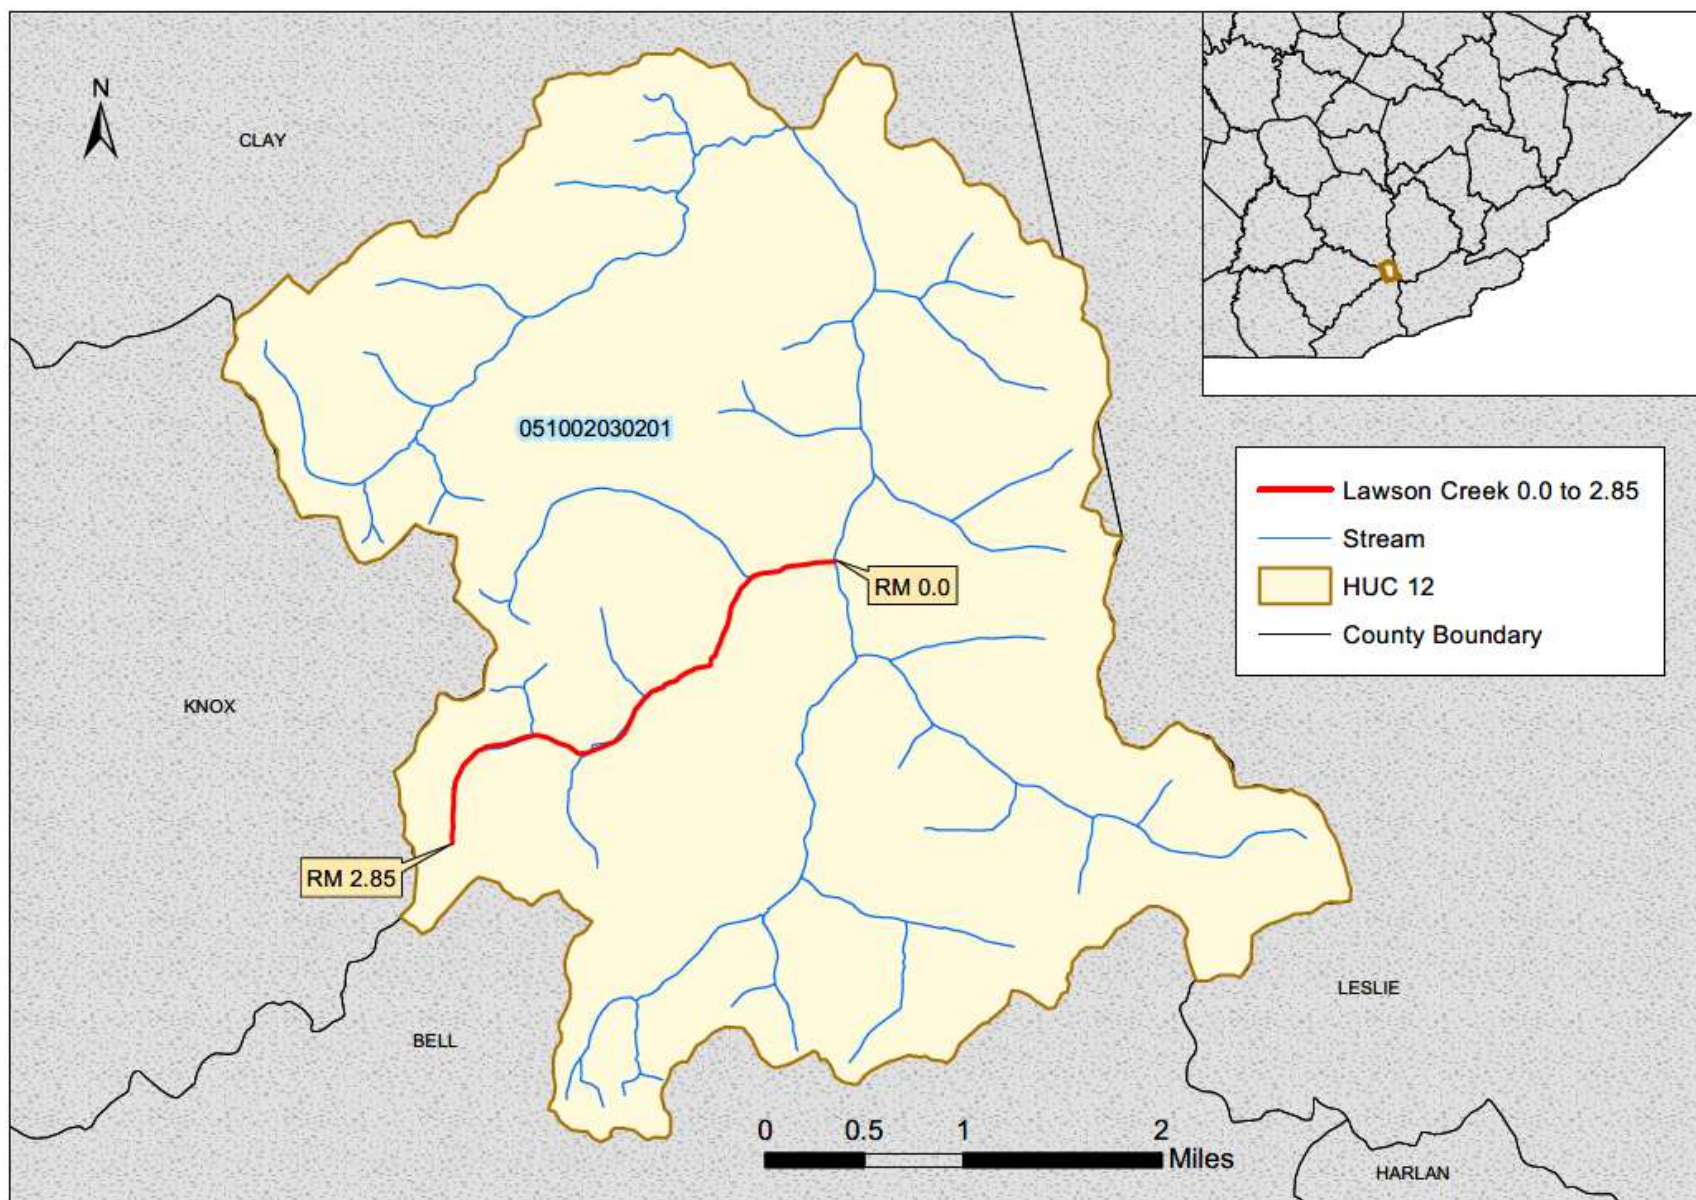 N
CLAY
051002030201
Lawson Creek 0.0 to 2.85
Stream
HUC 12
County Boundary
RM 0.0
KNOX
RM 2.85
LESLIE
BELL
0 0.5 1 2
Miles
HARLAN